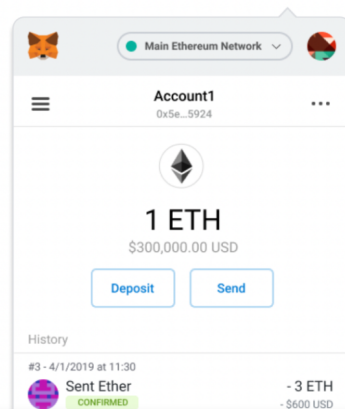 Main Ethereum Network
Account1
0x5e...5924
1 ETH
$300,000.00 USD
Deposit
Send
History
#3 - 4/1/2019 at 11:30
Sent Ether
- 3 ETH
CONFIRMED
- $600 USD